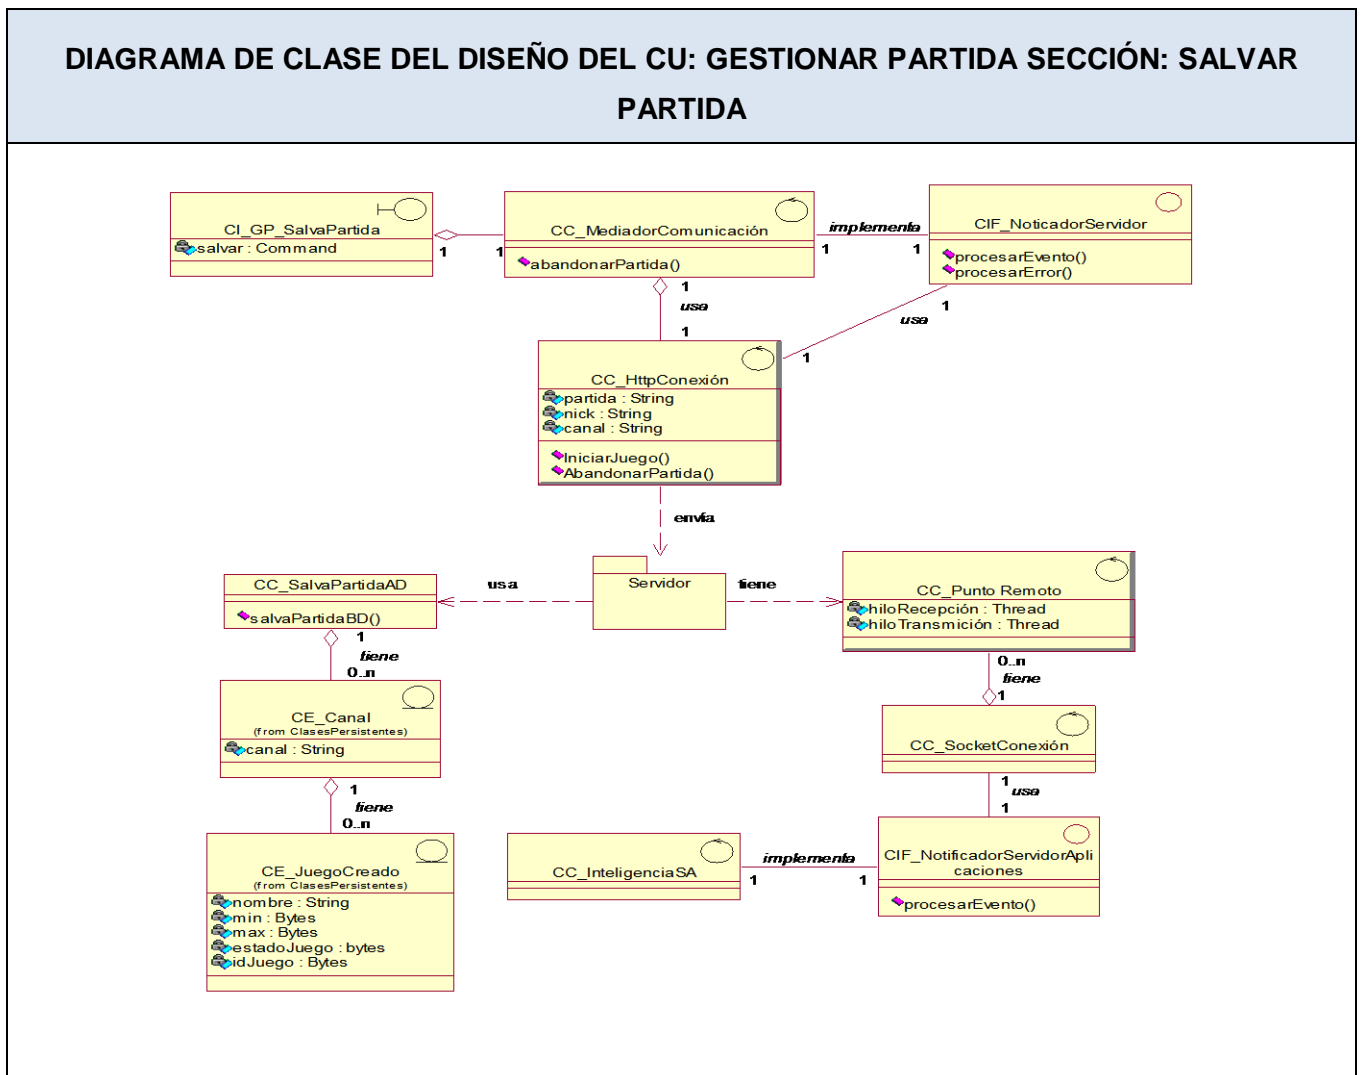 DIAGRAMA DE CLASE DEL DISEÑO DEL CU: GESTIONAR PARTIDA SECCIÓN: SALVAR
PARTIDA
CI_GP_SalvaPartida
salvar : Command
1
1
CC_MediadorComunicación
abandonarPartida()
implementa
1
1
CIF_NoticadorServidor
procesarEvento()
procesarError()
1
usa
1
1
usa
1
CC_HttpConexión
partida : String
nick : String
canal : String
IniciarJuego()
AbandonarPartida()
envía
Servidor
usa
tiene
CC_SalvaPartidaAD
salvaPartidaBD()
1
tiene
0..n
CE_Canal
(from ClasesPersistentes)
canal : String
1
tiene
0..n
CE_JuegoCreado
(from ClasesPersistentes)
nombre : String
min : Bytes
max : Bytes
estadoJuego : bytes
idJuego : Bytes
CC_Punto Remoto
hiloRecepción : Thread
hiloTransmición : Thread
0..n
tiene
1
CC_SocketConexión
1
usa
1
CC_InteligenciaSA
implementa
1
1
CIF_NotificadorServidorApli
caciones
procesarEvento()